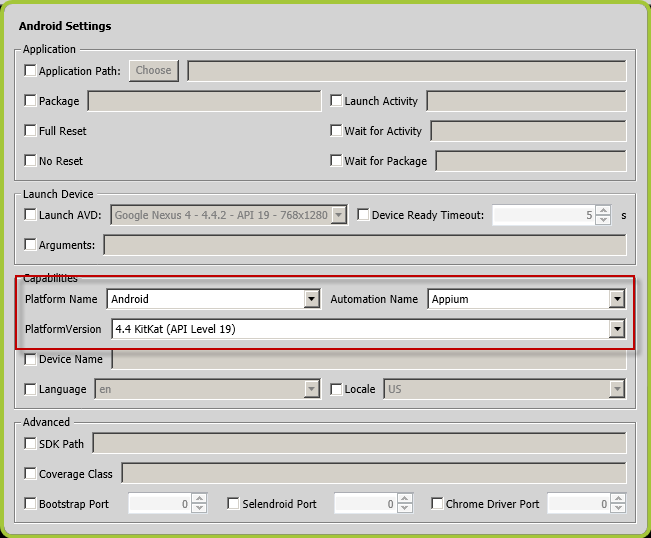 Android Settings
Application
Application Path: Choose
Package Launch Activity
Full Reset Wait for Activity
No Reset Wait for Package
Launch Device
Launch AVD: Google Nexus 4 - 4.4.2 - API 19 - 768x1280 Device Ready Timeout: 5 s
Arguments:
Capabilities
Platform Name Android Automation Name Appium
PlatformVersion 4.4 KitKat (API Level 19)
Device Name
Language en Locale US
Advanced
SDK Path
Coverage Class
Bootstrap Port 0 Selendroid Port 0 Chrome Driver Port 0